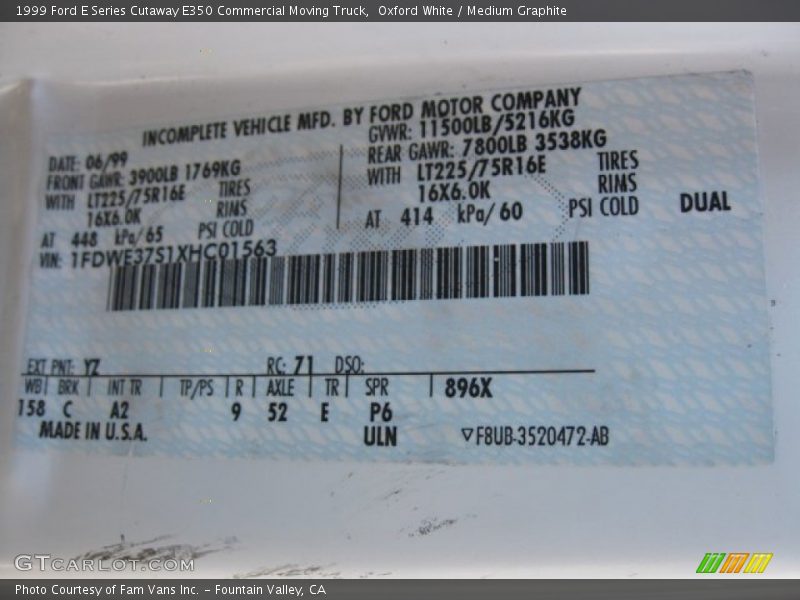 1999 Ford E Series Cutaway E350 Commercial Moving Truck, Oxford White / Medium Graphite
INCOMPLETE VEHICLE MFD. BY FORD MOTOR COMPANY
DATE: 06/99 GVWR: 11500LB/5216KG
FRONT GAWR: 3900LB 1769KG REAR GAWR: 7800LB 3538KG
WITH LT225/75R16E TIRES WITH LT225/75R16E TIRES
16X6.0K RIMS 16X6.0K RIMS
AT 448 kPa/65 PSI COLD AT 414 kPa/60 PSI COLD DUAL
VIN: 1FDWE37S1XHC01563
EXT PNT: YZ RC: 71 DSO:
WB BRK INT TR TP/PS R AXLE TR SPR 896X
158 C A2 9 52 E P6
MADE IN U.S.A. ULN ▽F8UB-3520472-AB
GTCARLOT.COM
Photo Courtesy of Fam Vans Inc. - Fountain Valley, CA